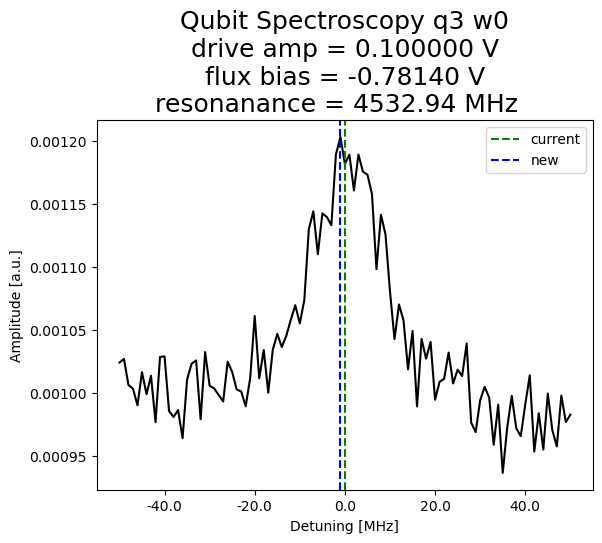 Qubit Spectroscopy q3 w0
drive amp = 0.100000 V
flux bias = -0.78140 V
resonanance = 4532.94 MHz
current
new
0.00120
0.00115
0.00110
0.00105
0.00100
0.00095
Amplitude [a.u.]
-40.0
-20.0
0.0
20.0
40.0
Detuning [MHz]